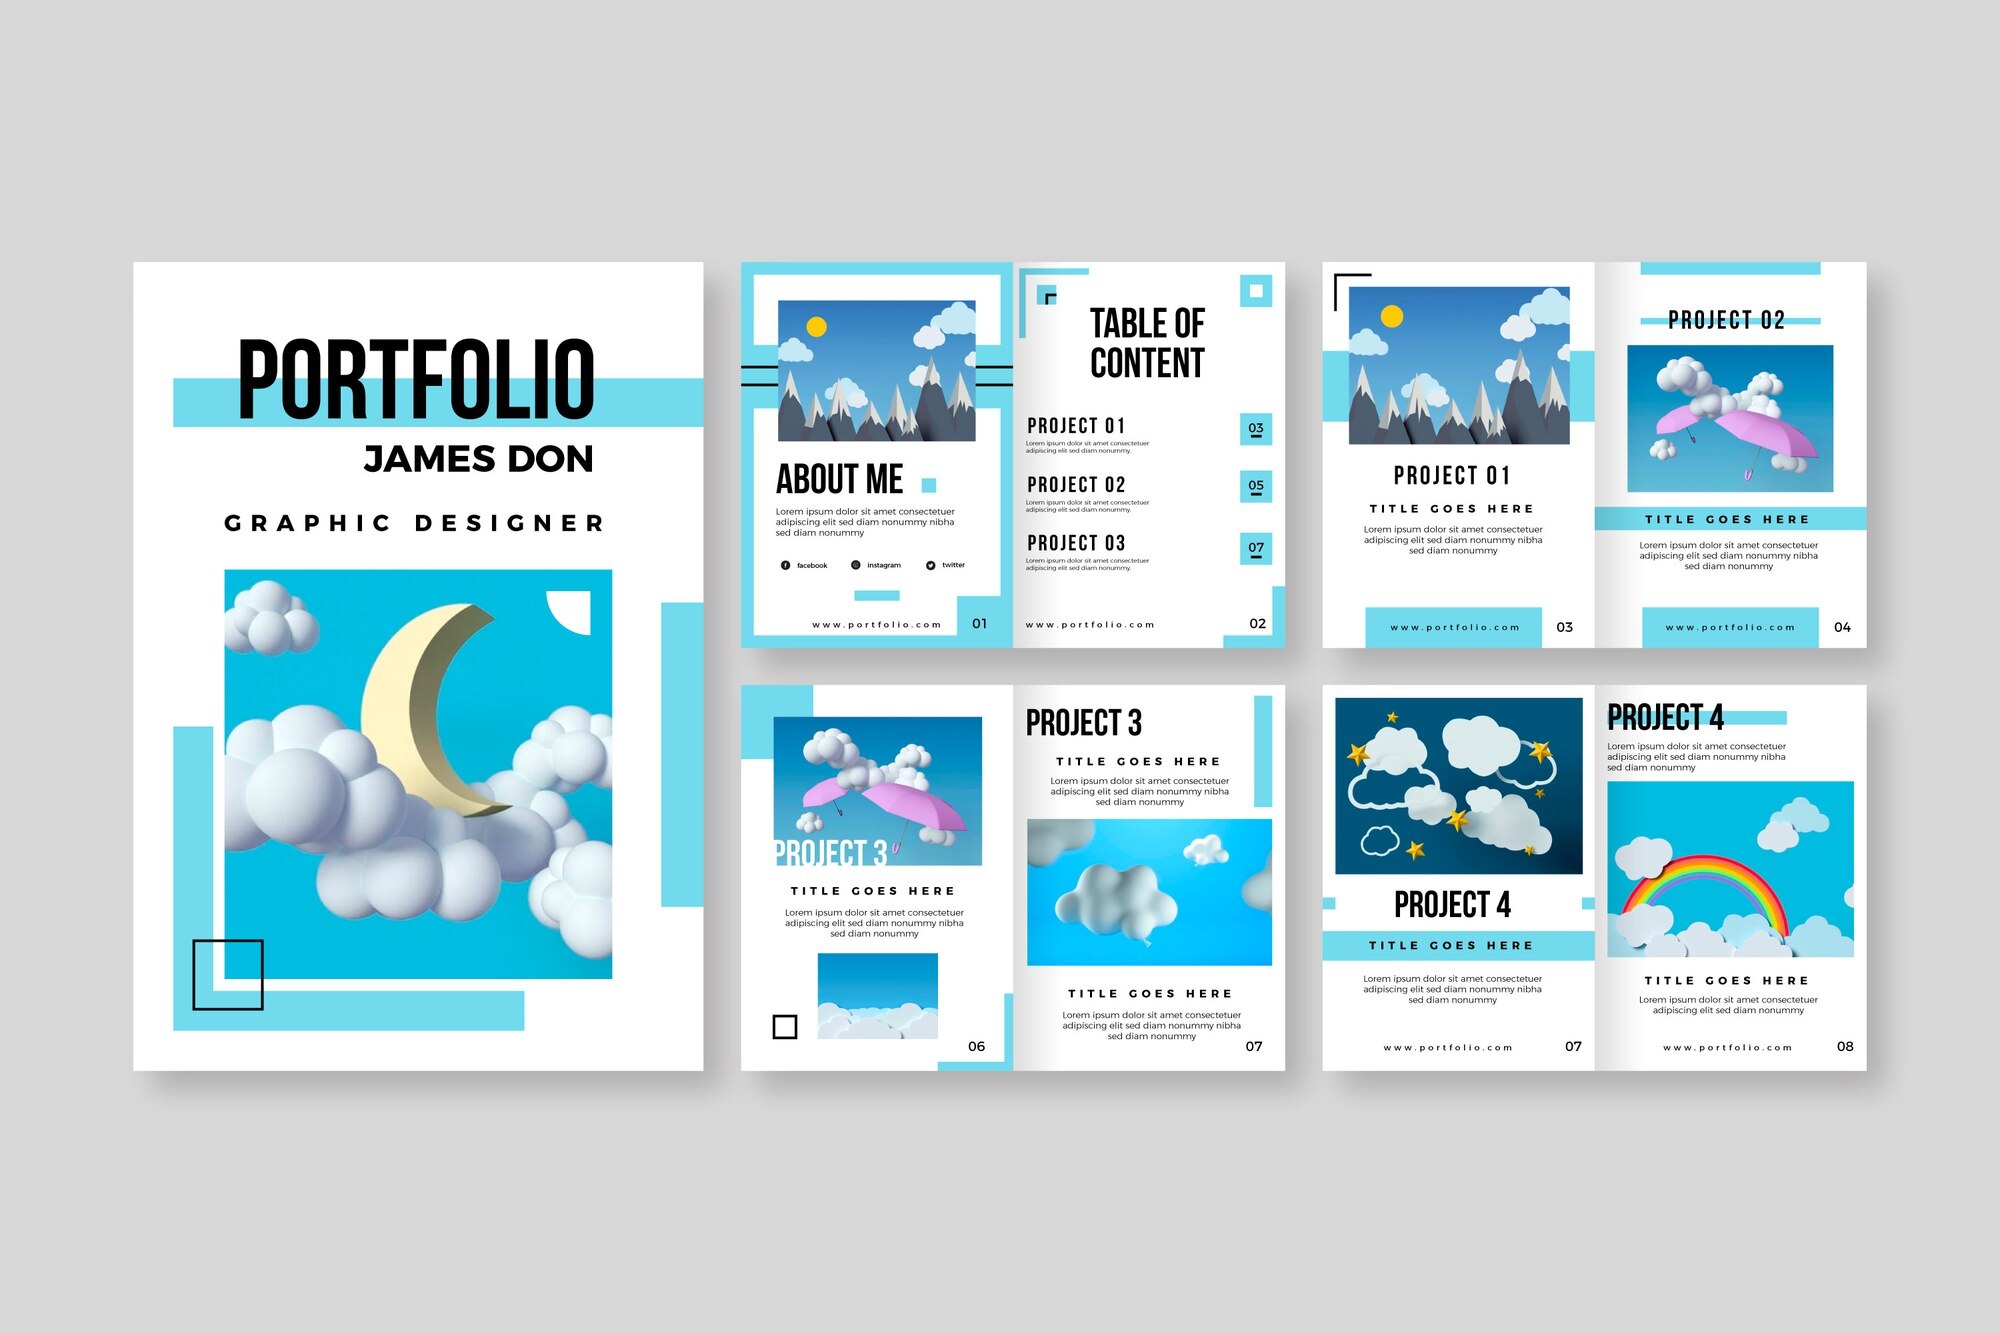 PORTFOLIO
JAMES DON
GRAPHIC DESIGNER
ABOUT ME
Lorem ipsum dolor sit amet consectetuer
adipiscing elit sed diam nonummy nibha
sed diam nonummy
facebook instagram twitter
www.portfolio.com 01
TABLE OF
CONTENT
PROJECT 01
Lorem ipsum dolor sit amet consectetuer
adipiscing elit sed diam nonummy.
03
PROJECT 02
Lorem ipsum dolor sit amet consectetuer
adipiscing elit sed diam nonummy.
05
PROJECT 03
Lorem ipsum dolor sit amet consectetuer
adipiscing elit sed diam nonummy.
07
www.portfolio.com 02
PROJECT 01
TITLE GOES HERE
Lorem ipsum dolor sit amet consectetuer
adipiscing elit sed diam nonummy nibha
sed diam nonummy
www.portfolio.com 03
PROJECT 02
TITLE GOES HERE
Lorem ipsum dolor sit amet consectetuer
adipiscing elit sed diam nonummy nibha
sed diam nonummy
www.portfolio.com 04
PROJECT 3
TITLE GOES HERE
Lorem ipsum dolor sit amet consectetuer
adipiscing elit sed diam nonummy nibha
sed diam nonummy
06
PROJECT 3
TITLE GOES HERE
Lorem ipsum dolor sit amet consectetuer
adipiscing elit sed diam nonummy nibha
sed diam nonummy
TITLE GOES HERE
Lorem ipsum dolor sit amet consectetuer
adipiscing elit sed diam nonummy nibha
sed diam nonummy
07
PROJECT 4
TITLE GOES HERE
Lorem ipsum dolor sit amet consectetuer
adipiscing elit sed diam nonummy nibha
sed diam nonummy
www.portfolio.com 07
PROJECT 4
Lorem ipsum dolor sit amet consectetuer
adipiscing elit sed diam nonummy nibha
sed diam nonummy
TITLE GOES HERE
Lorem ipsum dolor sit amet consectetuer
adipiscing elit sed diam nonummy
www.portfolio.com 08